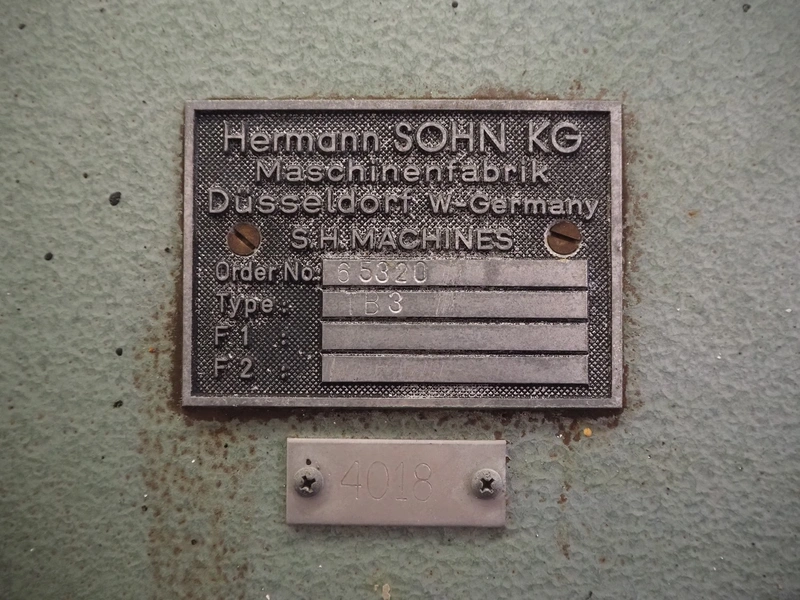 Hermann SOHN KG
Maschinenfabrik
Düsseldorf W-Germany
S.H. MACHINES
Order.No: 65320
Type : TB3
F 1 :
F 2 :
4018